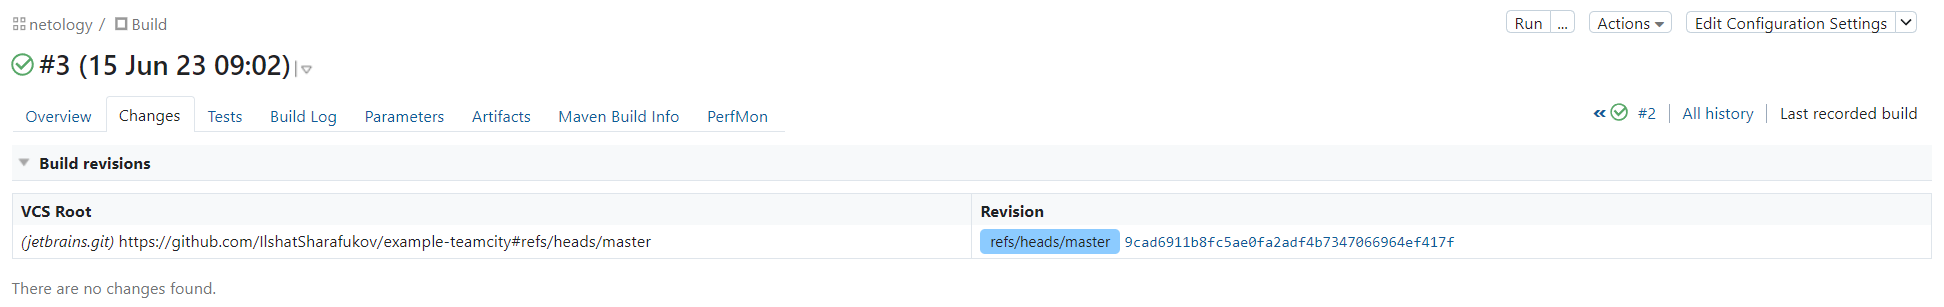 netology / Build
Run ... Actions Edit Configuration Settings
#3 (15 Jun 23 09:02)
Overview Changes Tests Build Log Parameters Artifacts Maven Build Info PerfMon
« #2 | All history | Last recorded build
Build revisions
VCS Root Revision
(jetbrains.git) https://github.com/IlshatSharafukov/example-teamcity#refs/heads/master refs/heads/master 9cad6911b8fc5ae0fa2adf4b7347066964ef417f
There are no changes found.